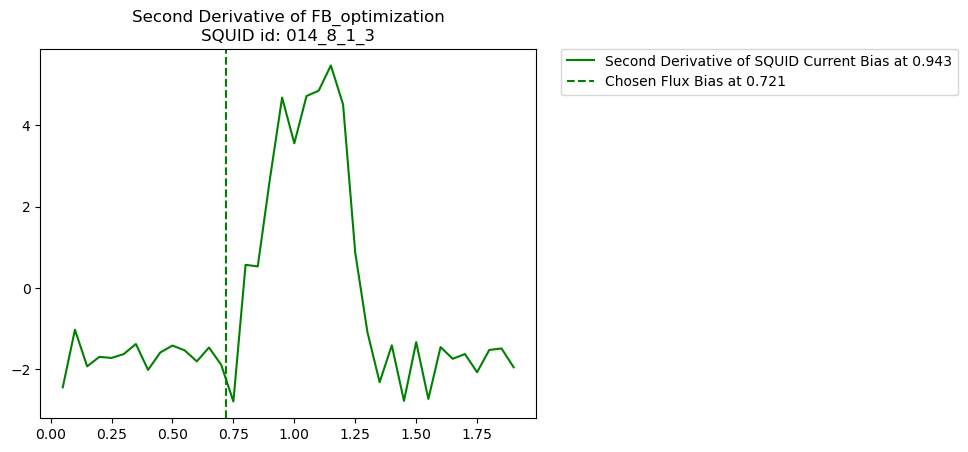 Second Derivative of FB_optimization
SQUID id: 014_8_1_3
Second Derivative of SQUID Current Bias at 0.943
Chosen Flux Bias at 0.721
4
2
0
−2
0.00 0.25 0.50 0.75 1.00 1.25 1.50 1.75